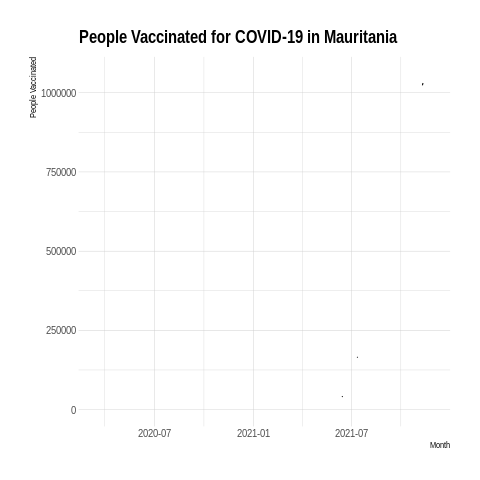 People Vaccinated for COVID-19 in Mauritania
People Vaccinated
1000000
750000
500000
250000
0
2020-07 2021-01 2021-07
Month